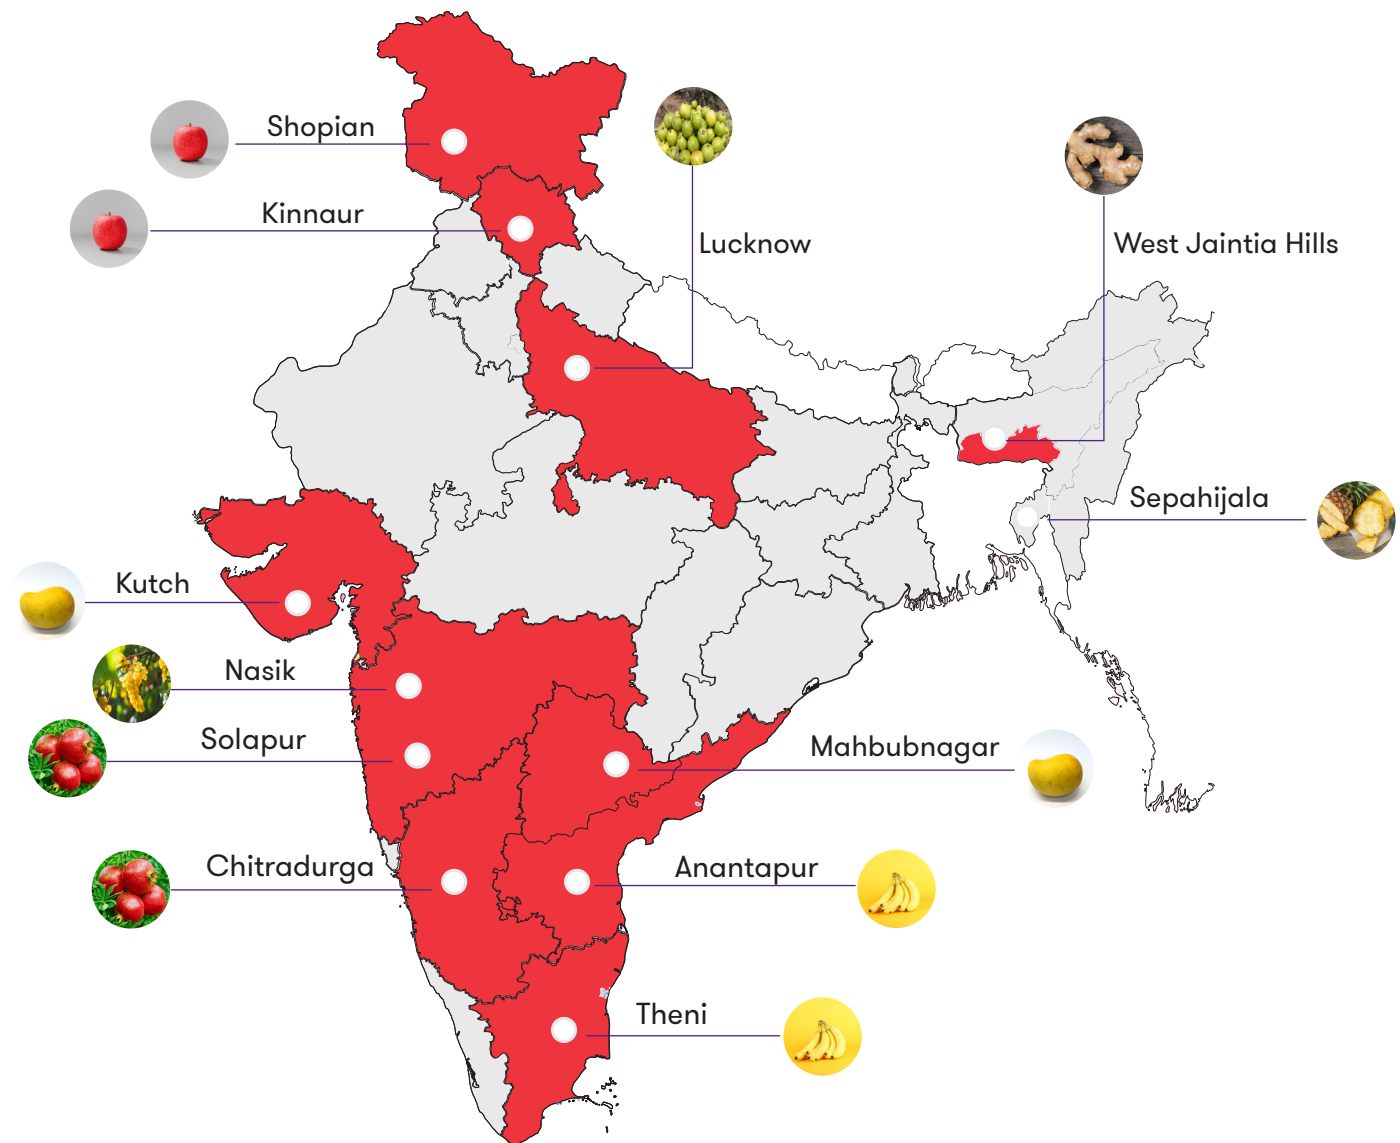 Shopian
Kinnaur
Lucknow
West Jaintia Hills
Sepahijala
Kutch
Nasik
Solapur
Mahbubnagar
Chitradurga
Anantapur
Theni